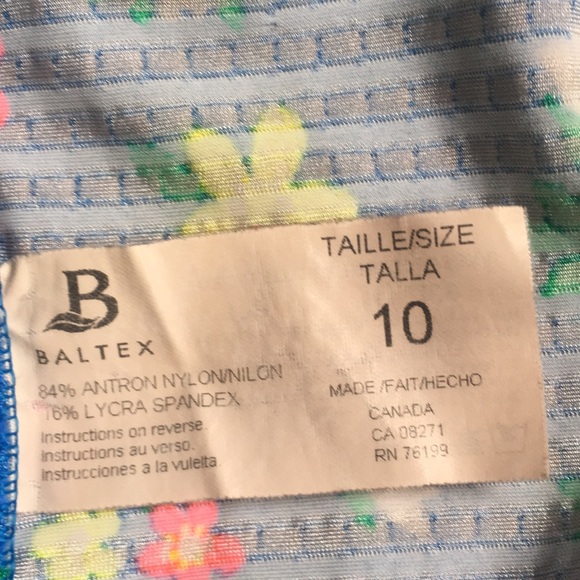 B
BALTEX
84% ANTRON NYLON/NILON
16% LYCRA SPANDEX
Instructions on reverse.
Instructions au verso.
Instrucciones a la vulelta
TAILLE/SIZE
TALLA
10
MADE /FAIT/HECHO
CANADA
CA 08271
RN 76199